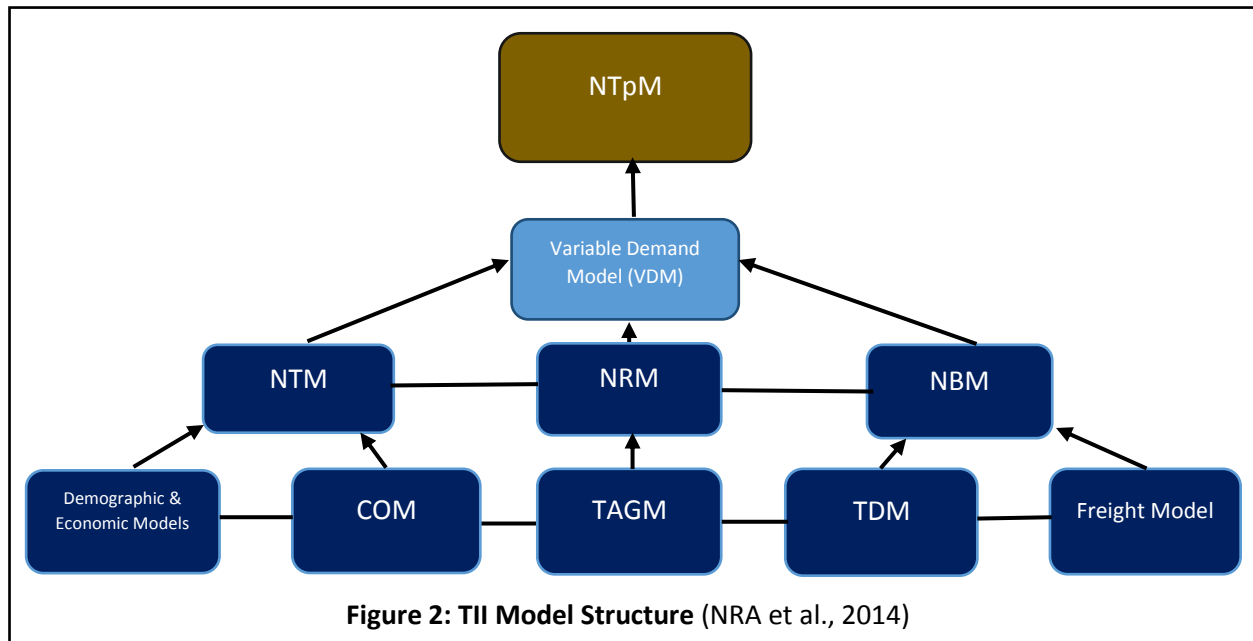 NTpM
Variable Demand
Model (VDM)
NTM
NRM
NBM
Demographic &
Economic Models
COM
TAGM
TDM
Freight Model
Figure 2: TII Model Structure (NRA et al., 2014)